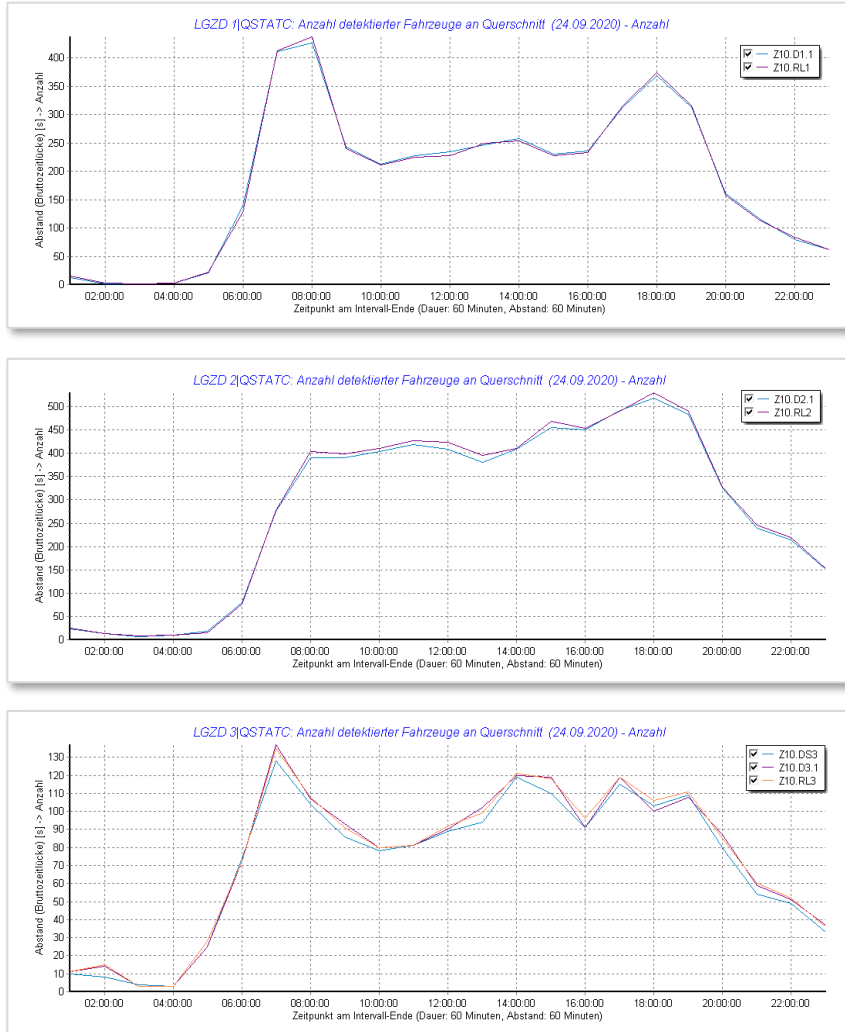 LGZD 1|QSTATC: Anzahl detektierter Fahrzeuge an Querschnitt (24.09.2020) - Anzahl
Z10.D1.1
Z10.RL1
Abstand (Bruttozeitlücke) [s] -> Anzahl
400
350
300
250
200
150
100
50
0
02:00:00 04:00:00 06:00:00 08:00:00 10:00:00 12:00:00 14:00:00 16:00:00 18:00:00 20:00:00 22:00:00
Zeitpunkt am Intervall-Ende (Dauer: 60 Minuten, Abstand: 60 Minuten)
LGZD 2|QSTATC: Anzahl detektierter Fahrzeuge an Querschnitt (24.09.2020) - Anzahl
Z10.D2.1
Z10.RL2
Abstand (Bruttozeitlücke) [s] -> Anzahl
500
450
400
350
300
250
200
150
100
50
0
02:00:00 04:00:00 06:00:00 08:00:00 10:00:00 12:00:00 14:00:00 16:00:00 18:00:00 20:00:00 22:00:00
Zeitpunkt am Intervall-Ende (Dauer: 60 Minuten, Abstand: 60 Minuten)
LGZD 3|QSTATC: Anzahl detektierter Fahrzeuge an Querschnitt (24.09.2020) - Anzahl
Z10.DS3
Z10.D3.1
Z10.RL3
Abstand (Bruttozeitlücke) [s] -> Anzahl
130
120
110
100
90
80
70
60
50
40
30
20
10
0
02:00:00 04:00:00 06:00:00 08:00:00 10:00:00 12:00:00 14:00:00 16:00:00 18:00:00 20:00:00 22:00:00
Zeitpunkt am Intervall-Ende (Dauer: 60 Minuten, Abstand: 60 Minuten)